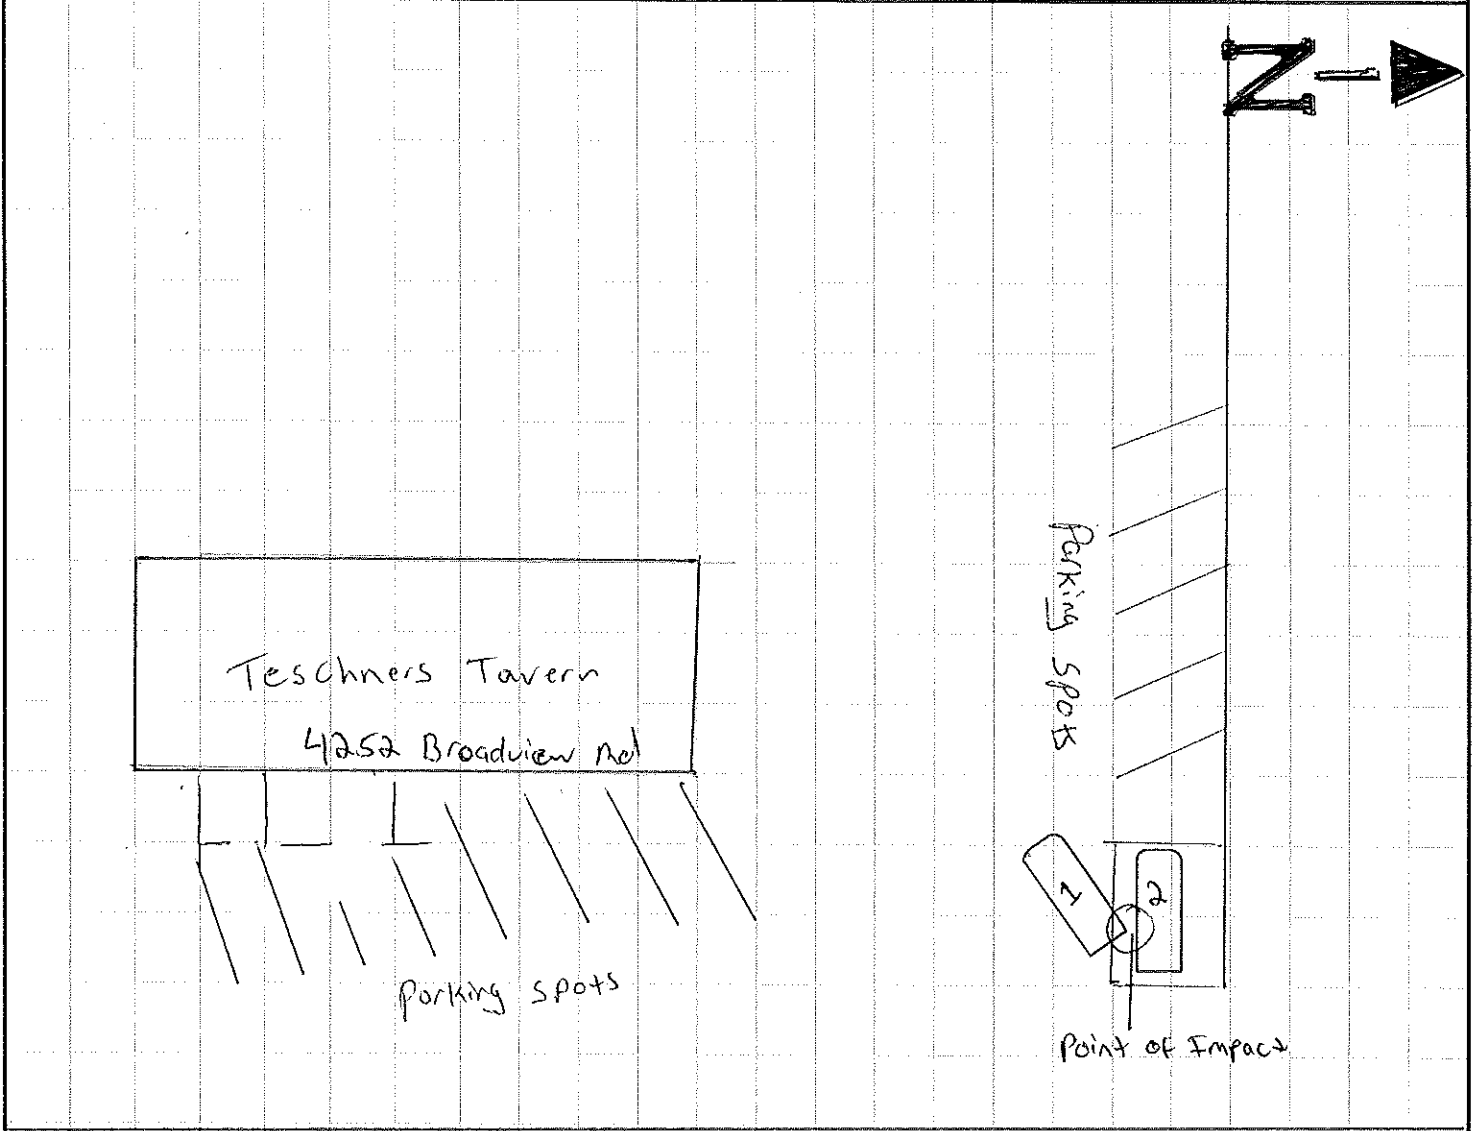 N
Teschners Tavern
4252 Broadview Rd
Parking Spots
1
2
Parking Spots
Point of Impact